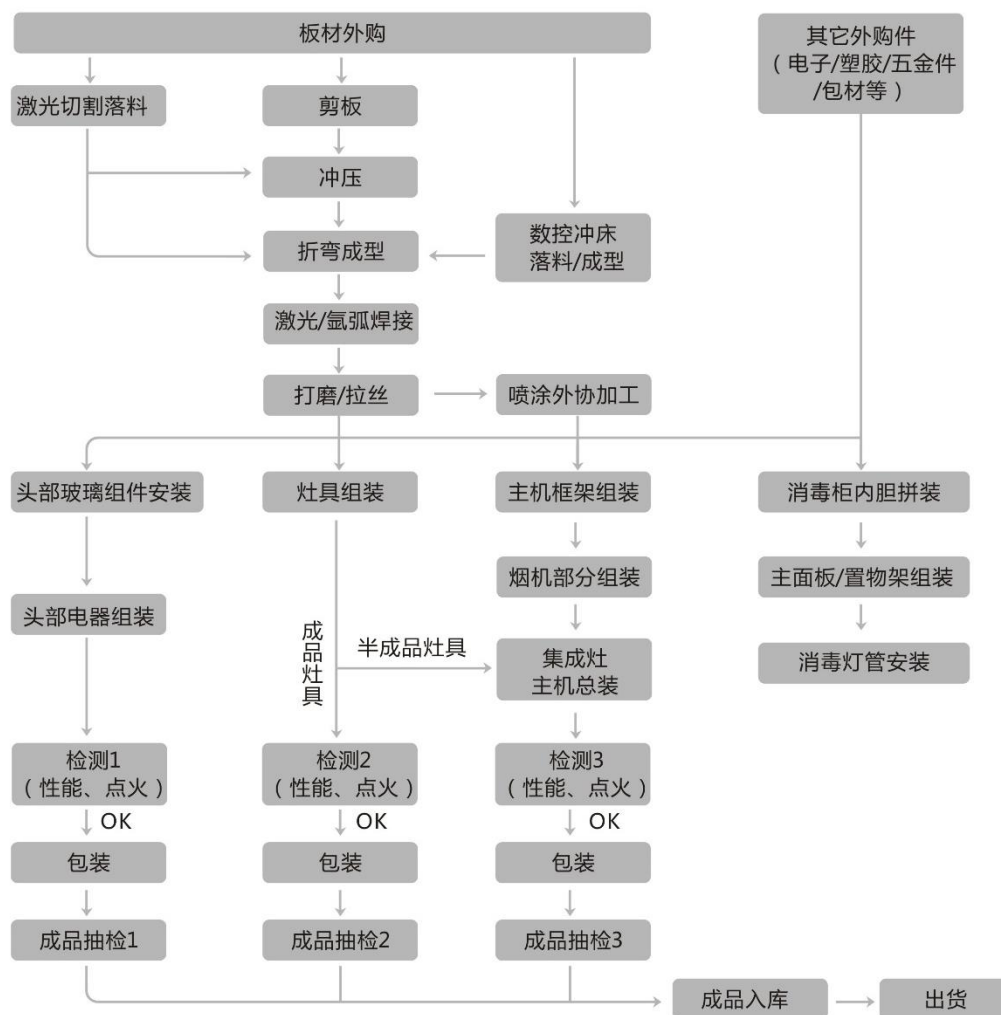 板材外购
其它外购件
（电子/塑胶/五金件
/包材等）
激光切割落料
剪板
冲压
数控冲床
落料/成型
折弯成型
激光/氩弧焊接
打磨/拉丝
喷涂外协加工
头部玻璃组件安装
灶具组装
主机框架组装
消毒柜内胆拼装
烟机部分组装
主面板/置物架组装
头部电器组装
成品灶具
半成品灶具
集成灶
主机总装
消毒灯管安装
检测1
（性能、点火）
检测2
（性能、点火）
检测3
（性能、点火）
OK
OK
OK
包装
包装
包装
成品抽检1
成品抽检2
成品抽检3
成品入库
出货